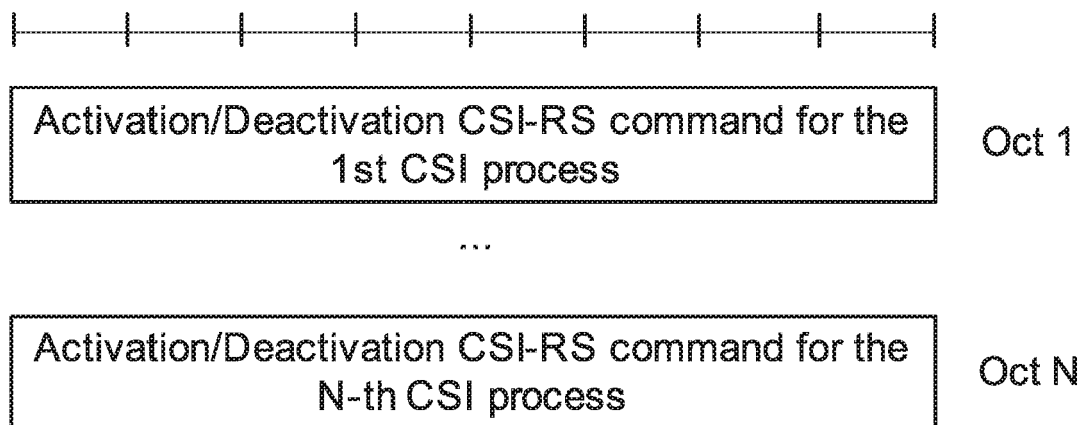 Activation/Deactivation CSI-RS command for the
1st CSI process
Oct 1
...
Activation/Deactivation CSI-RS command for the
N-th CSI process
Oct N